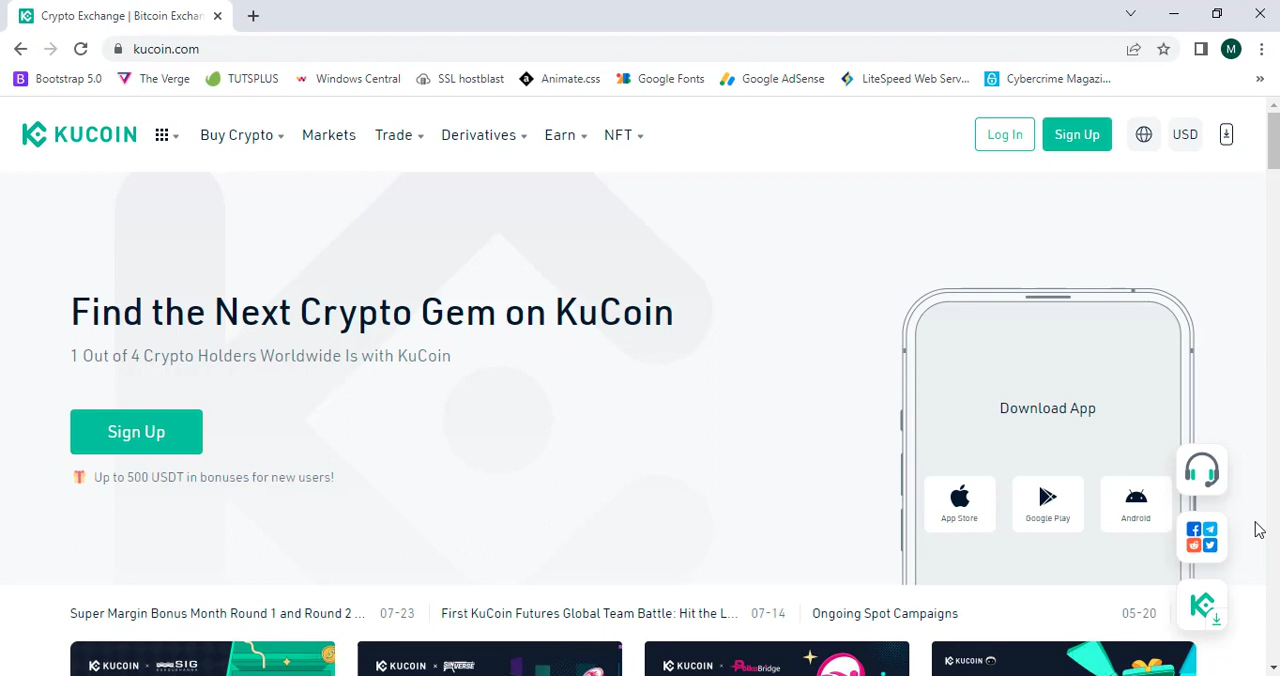 Crypto Exchange | Bitcoin Exchan
kucoin.com
M
B Bootstrap 5.0
The Verge
TUTSPLUS
Windows Central
SSL hostblast
Animate.css
Google Fonts
Google AdSense
LiteSpeed Web Serv...
Cybercrime Magazi...
»
KUCOIN
Buy Crypto
Markets
Trade
Derivatives
Earn
NFT
Log In
Sign Up
USD
Find the Next Crypto Gem on KuCoin
1 Out of 4 Crypto Holders Worldwide Is with KuCoin
Sign Up
Up to 500 USDT in bonuses for new users!
Download App
App Store
Google Play
Android
Super Margin Bonus Month Round 1 and Round 2 ... 07-23
First KuCoin Futures Global Team Battle: Hit the L... 07-14
Ongoing Spot Campaigns 05-20
KUCOIN
KUCOIN
KUCOIN × PolkaBridge
KUCOIN